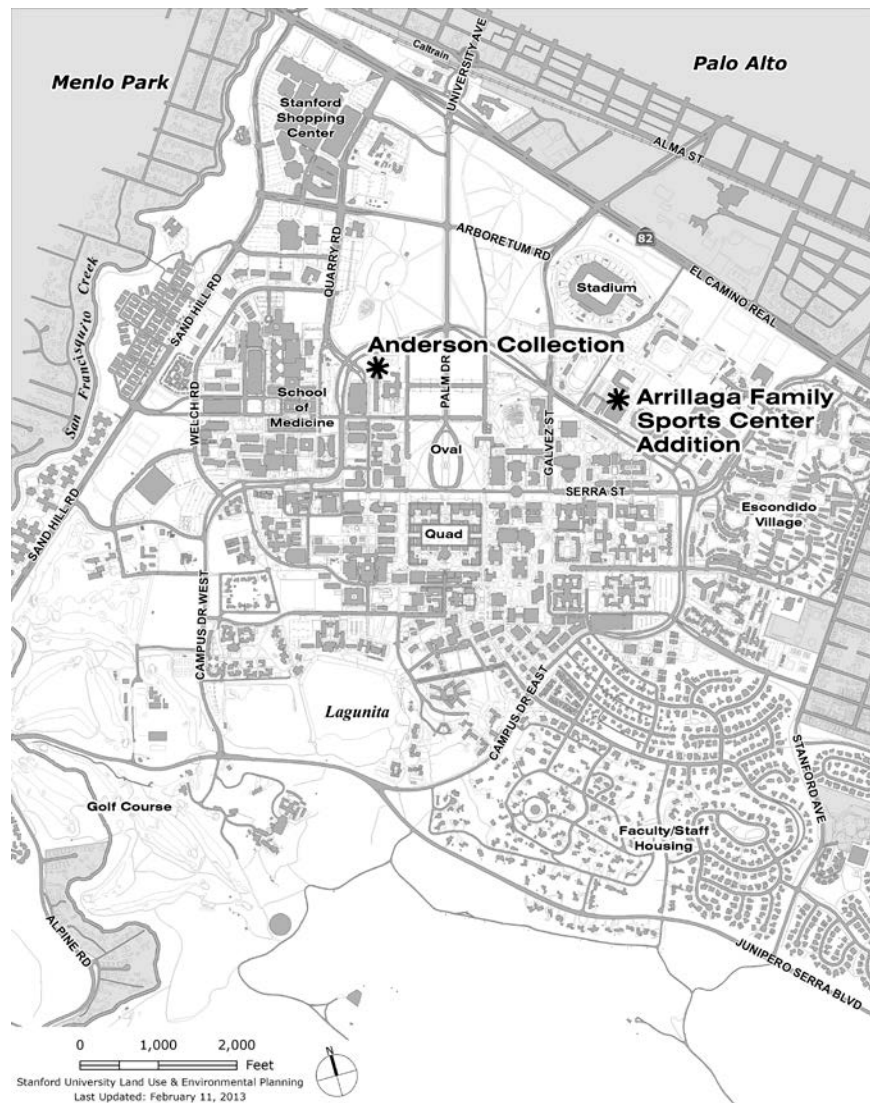 Menlo Park
Palo Alto
Caltrain
UNIVERSITY AVE
ALMA ST
Stanford
Shopping
Center
ARBORETUM RD
82
EL CAMINO REAL
QUARRY RD
Stadium
San Francisquito Creek
SAND HILL RD
Anderson Collection
PALM DR
Arrillaga Family
Sports Center
Addition
WELCH RD
School
of
Medicine
Oval
GALVEZ ST
SERRA ST
Escondido
Village
SAND HILL RD
Quad
CAMPUS DR WEST
Lagunita
CAMPUS DR EAST
STANFORD AVE
Golf Course
Faculty/Staff
Housing
ALPINE RD
JUNIPERO SERRA BLVD
0 1,000 2,000
Feet
N
Stanford University Land Use & Environmental Planning
Last Updated: February 11, 2013